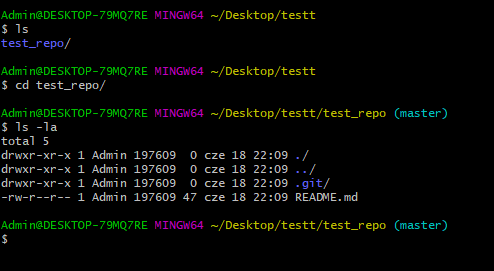 Admin@DESKTOP-79MQ7RE MINGW64 ~/Desktop/testt
$ ls
test_repo/
Admin@DESKTOP-79MQ7RE MINGW64 ~/Desktop/testt
$ cd test_repo/
Admin@DESKTOP-79MQ7RE MINGW64 ~/Desktop/testt/test_repo (master)
$ ls -la
total 5
drwxr-xr-x 1 Admin 197609  0 cze 18 22:09 ./
drwxr-xr-x 1 Admin 197609  0 cze 18 22:09 ../
drwxr-xr-x 1 Admin 197609  0 cze 18 22:09 .git/
-rw-r--r-- 1 Admin 197609 47 cze 18 22:09 README.md
Admin@DESKTOP-79MQ7RE MINGW64 ~/Desktop/testt/test_repo (master)
$